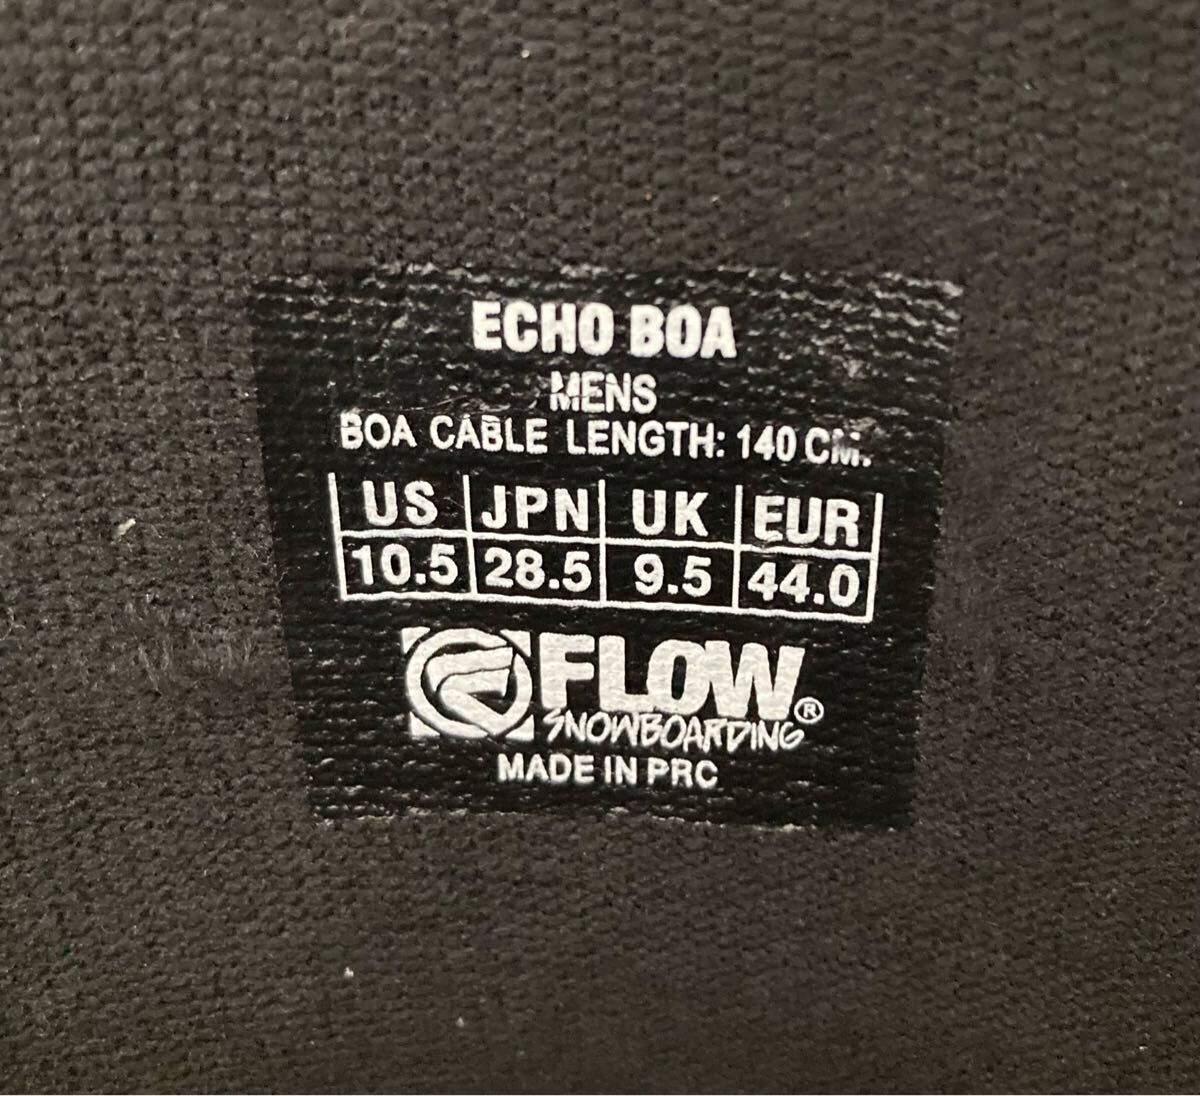 ECHO BOA
MENS
BOA CABLE LENGTH: 140 CM.
US JPN UK EUR
10.5 28.5 9.5 44.0
FLOW®
SNOWBOARDING
MADE IN PRC